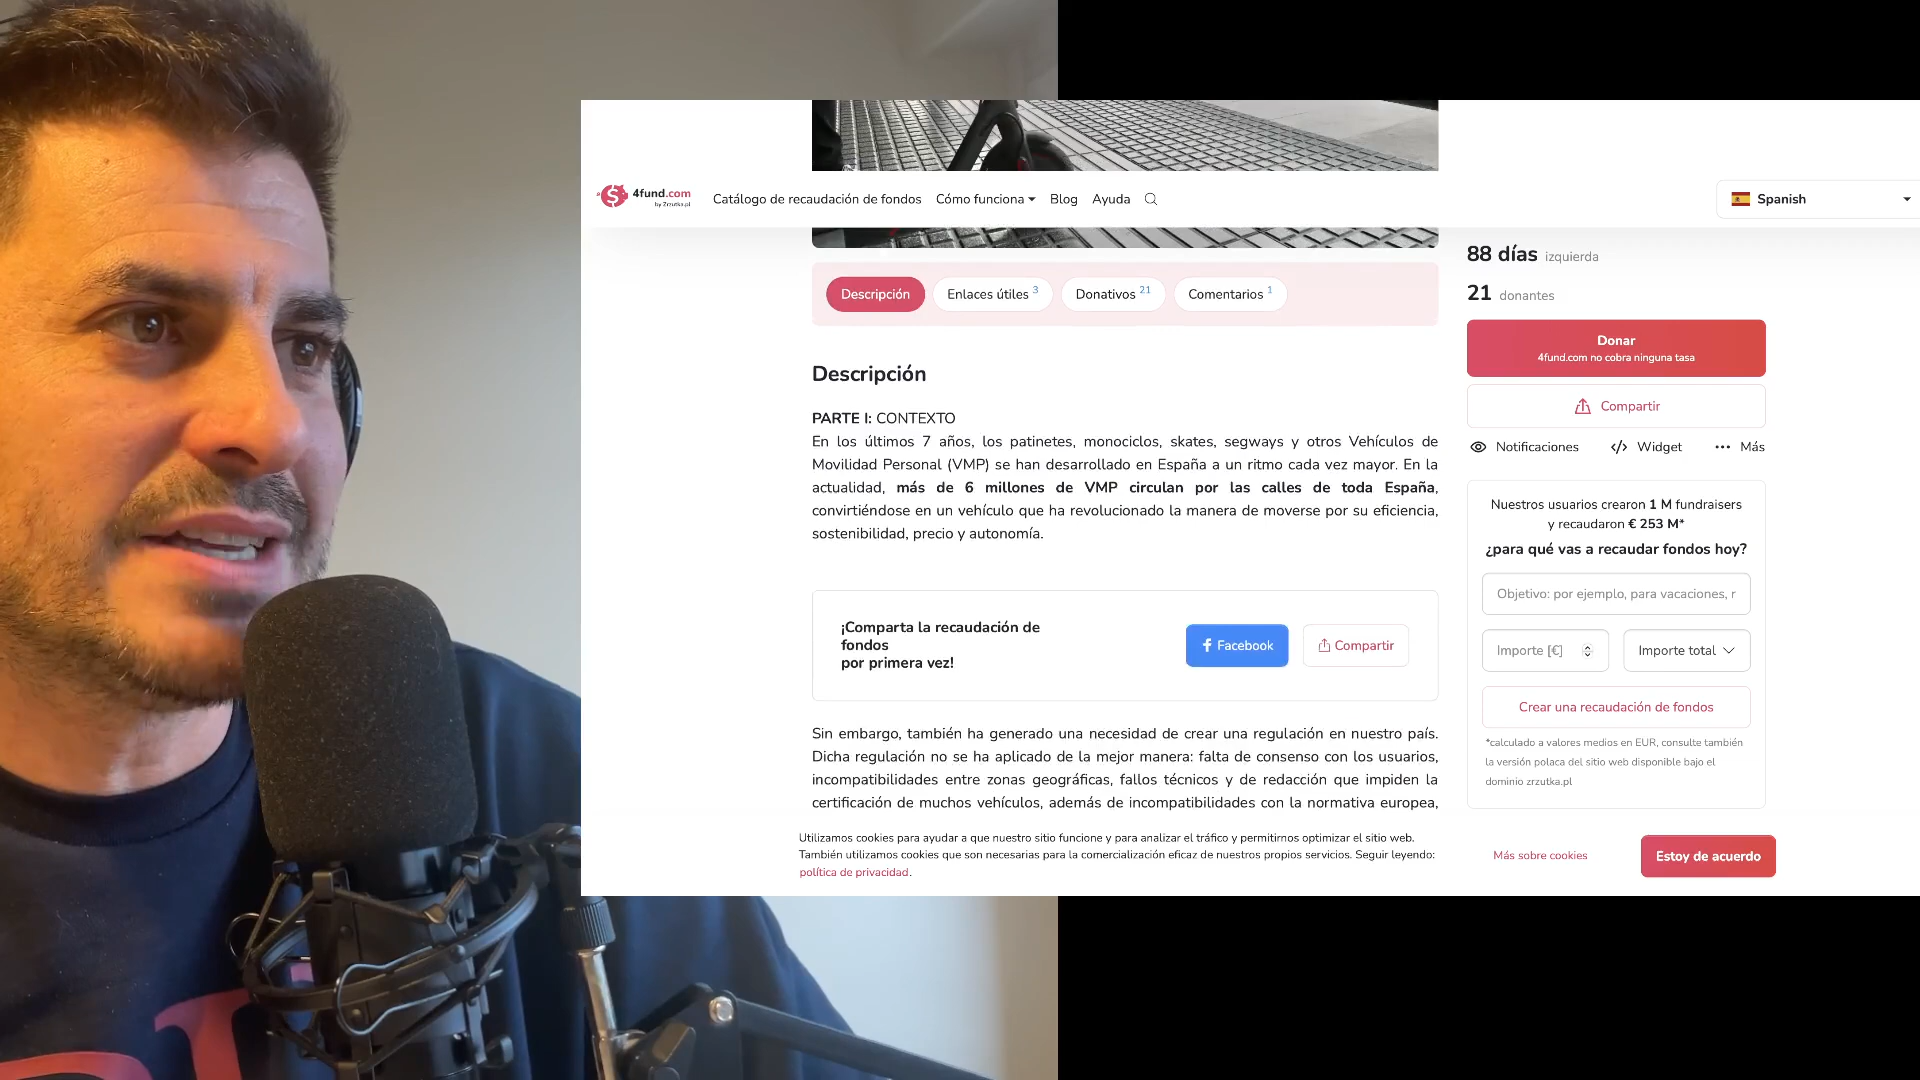 4fund.com
by Zrzutka.pl
Catálogo de recaudación de fondos
Cómo funciona
Blog
Ayuda
Spanish
88 días izquierda
21 donantes
Descripción
Enlaces útiles 3
Donativos 21
Comentarios 1
Donar
4fund.com no cobra ninguna tasa
Compartir
Notificaciones
Widget
Más
Descripción
PARTE I: CONTEXTO
En los últimos 7 años, los patinetes, monociclos, skates, segways y otros Vehículos de
Movilidad Personal (VMP) se han desarrollado en España a un ritmo cada vez mayor. En la
actualidad, más de 6 millones de VMP circulan por las calles de toda España,
convirtiéndose en un vehículo que ha revolucionado la manera de moverse por su eficiencia,
sostenibilidad, precio y autonomía.
¡Comparta la recaudación de
fondos
por primera vez!
Facebook
Compartir
Sin embargo, también ha generado una necesidad de crear una regulación en nuestro país.
Dicha regulación no se ha aplicado de la mejor manera: falta de consenso con los usuarios,
incompatibilidades entre zonas geográficas, fallos técnicos y de redacción que impiden la
certificación de muchos vehículos, además de incompatibilidades con la normativa europea,
Nuestros usuarios crearon 1 M fundraisers
y recaudaron € 253 M*
¿para qué vas a recaudar fondos hoy?
Objetivo: por ejemplo, para vacaciones, r
Importe [€]
Importe total
Crear una recaudación de fondos
*calculado a valores medios en EUR, consulte también
la versión polaca del sitio web disponible bajo el
dominio zrzutka.pl
Utilizamos cookies para ayudar a que nuestro sitio funcione y para analizar el tráfico y permitirnos optimizar el sitio web.
También utilizamos cookies que son necesarias para la comercialización eficaz de nuestros propios servicios. Seguir leyendo:
política de privacidad.
Más sobre cookies
Estoy de acuerdo